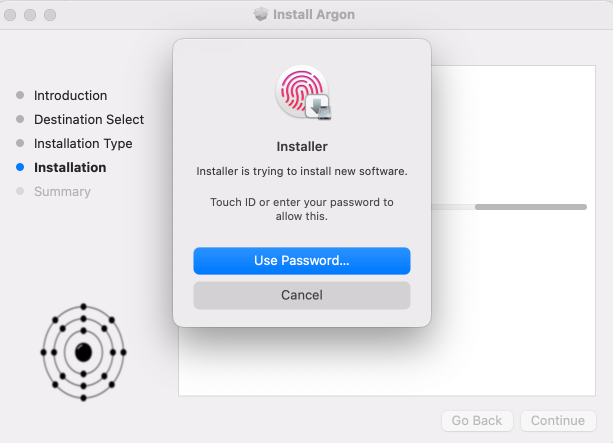 Install Argon
Introduction
Destination Select
Installation Type
Installation
Summary
Installer
Installer is trying to install new software.
Touch ID or enter your password to
allow this.
Use Password...
Cancel
Go Back
Continue